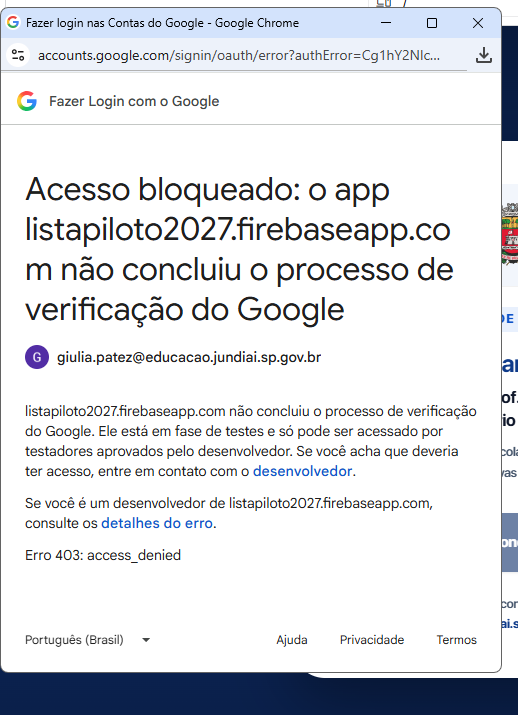 Fazer login nas Contas do Google - Google Chrome
accounts.google.com/signin/oauth/error?authError=Cg1hY2Nlc...
Fazer Login com o Google
Acesso bloqueado: o app
listapiloto2027.firebaseapp.co
m não concluiu o processo de
verificação do Google
G giulia.patez@educacao.jundiai.sp.gov.br
listapiloto2027.firebaseapp.com não concluiu o processo de verificação
do Google. Ele está em fase de testes e só pode ser acessado por
testadores aprovados pelo desenvolvedor. Se você acha que deveria
ter acesso, entre em contato com o desenvolvedor.
Se você é um desenvolvedor de listapiloto2027.firebaseapp.com,
consulte os detalhes do erro.
Erro 403: access_denied
Português (Brasil)
Ajuda
Privacidade
Termos